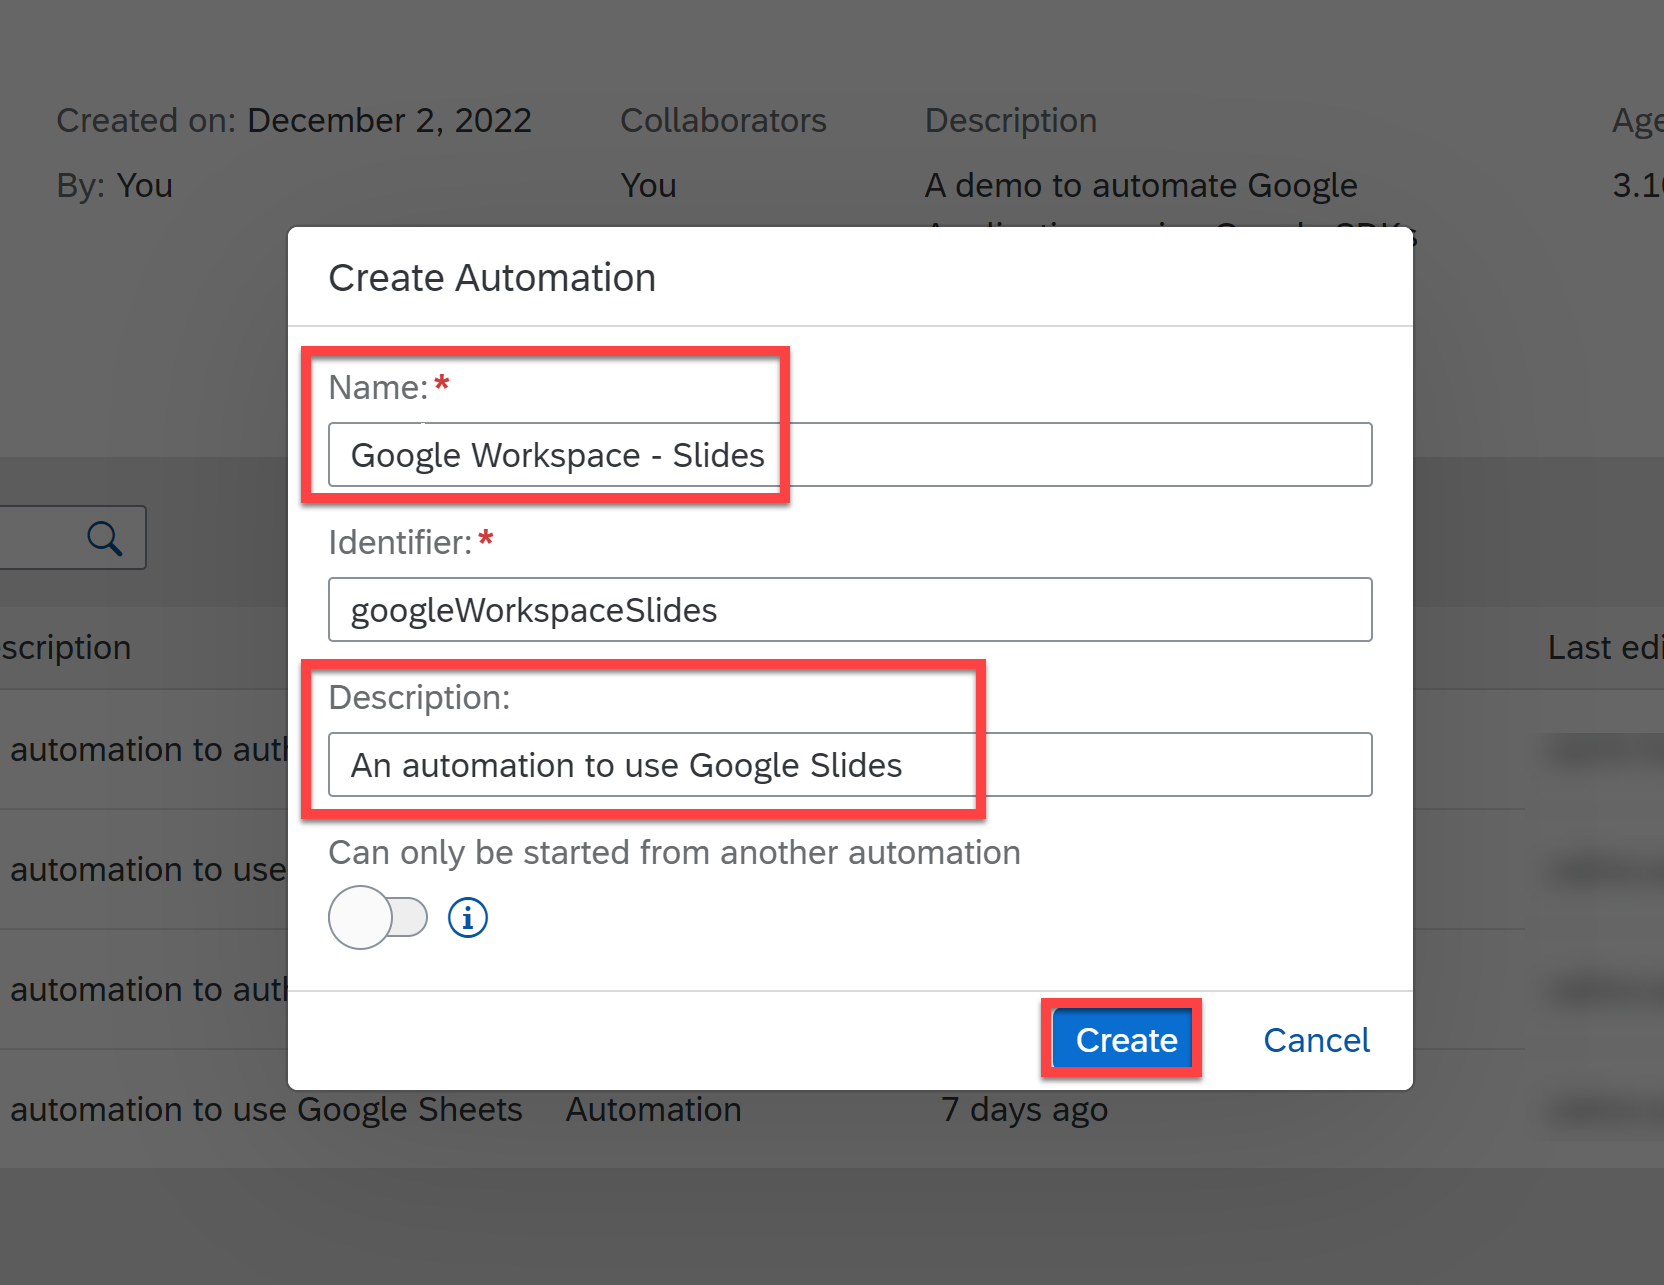 Created on: December 2, 2022
Collaborators
Description
Age
By: You
You
A demo to automate Google
3.1
Create Automation
Name:*
Google Workspace - Slides
Identifier:*
googleWorkspaceSlides
scription
Last edi
Description:
automation to auth
An automation to use Google Slides
Can only be started from another automation
automation to use
automation to auth
Create
Cancel
automation to use Google Sheets
Automation
7 days ago